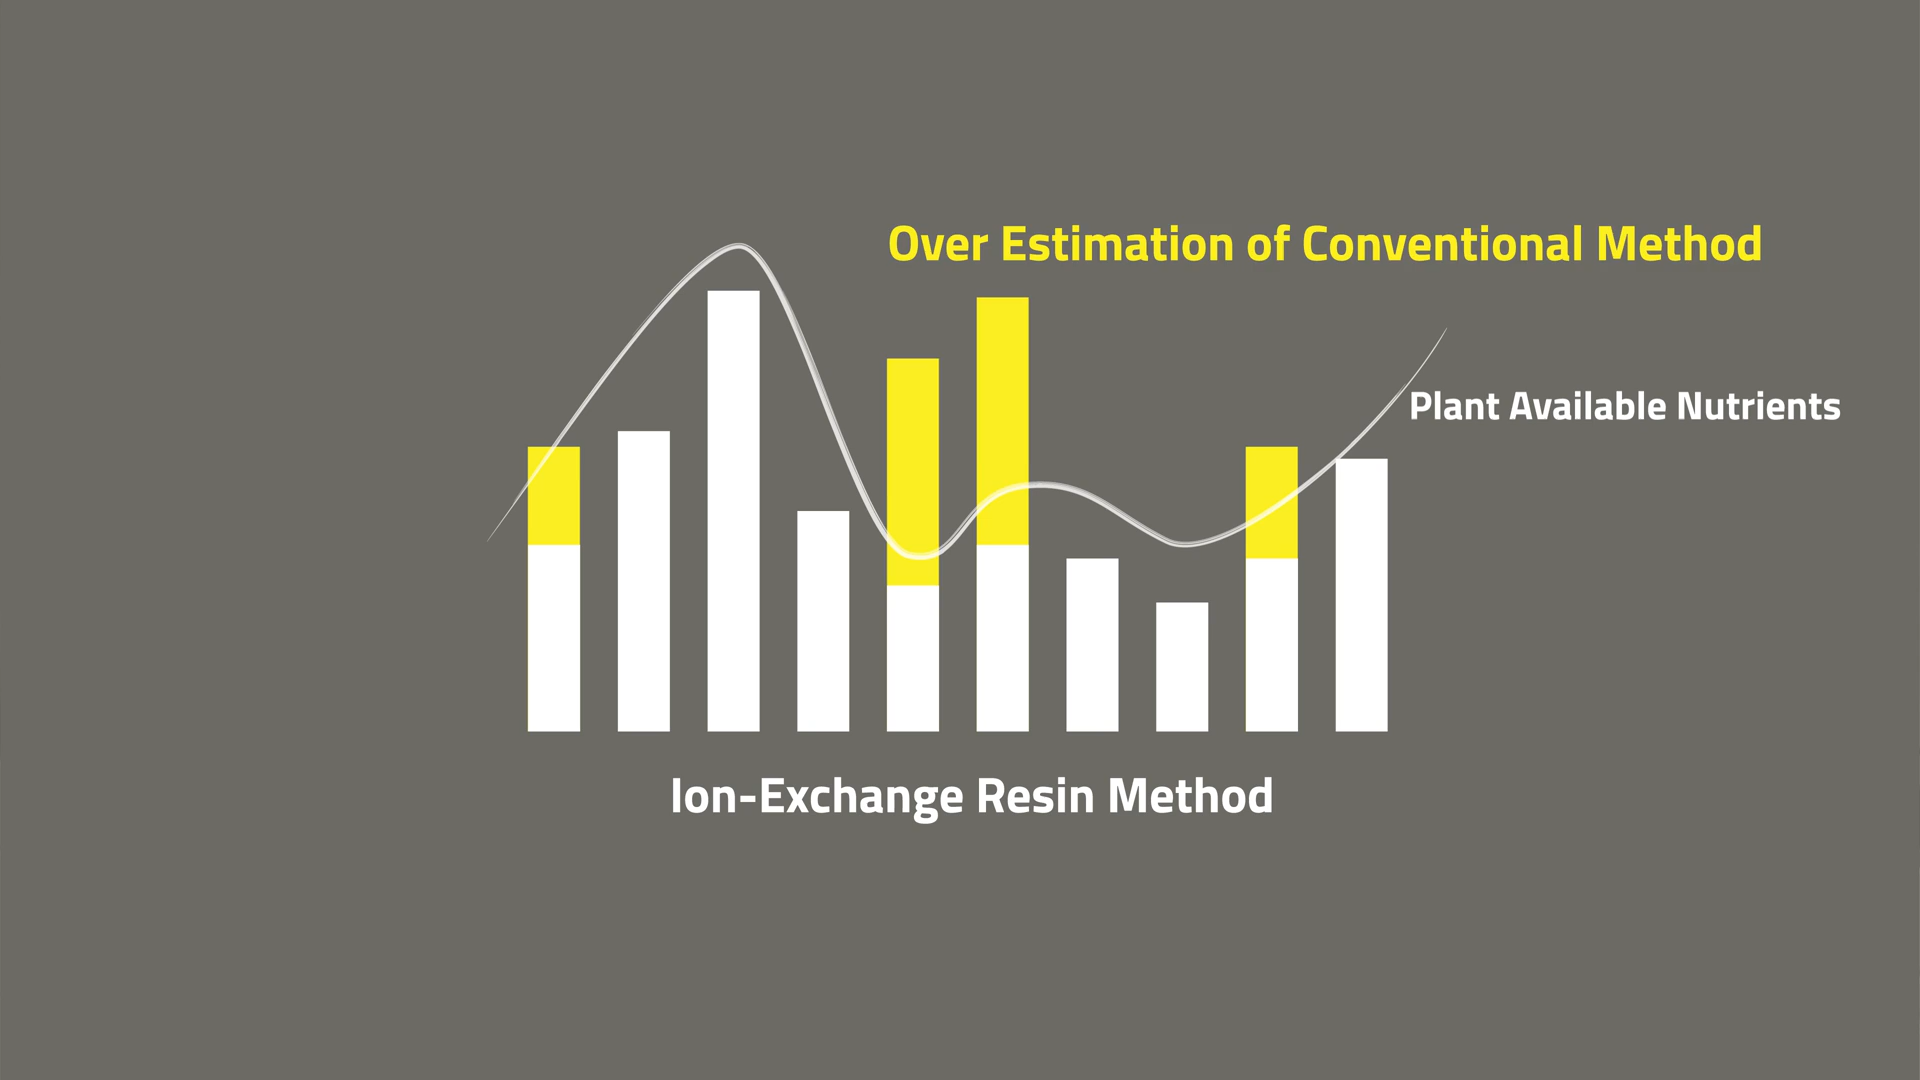 Over Estimation of Conventional Method
Plant Available Nutrients
Ion-Exchange Resin Method